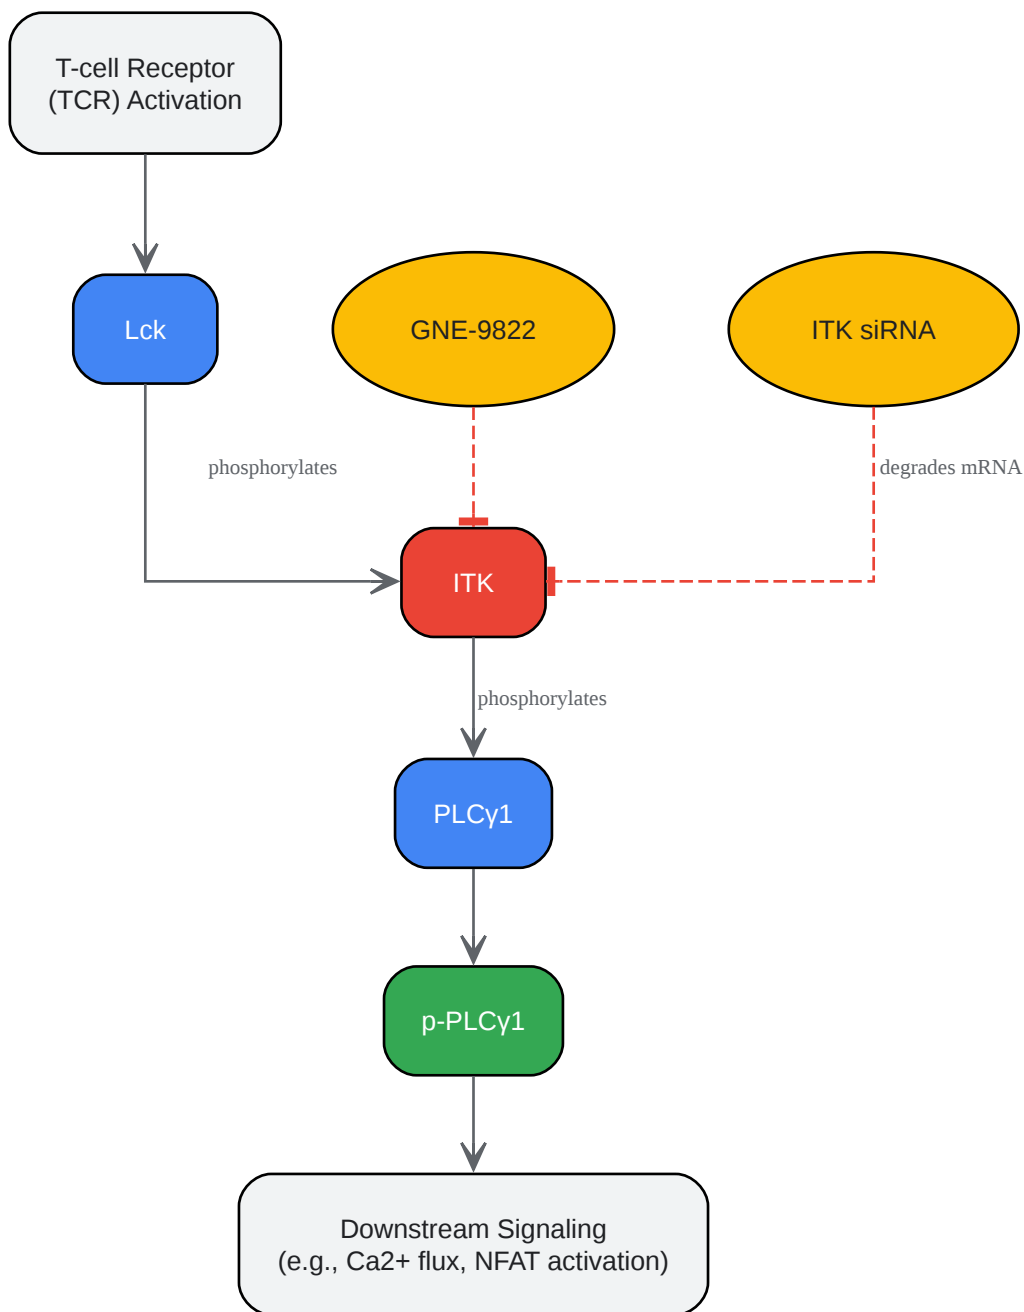 T-cell Receptor
(TCR) Activation
Lck
GNE-9822
ITK siRNA
phosphorylates
degrades mRNA
ITK
phosphorylates
PLCγ1
p-PLCγ1
Downstream Signaling
(e.g., Ca2+ flux, NFAT activation)